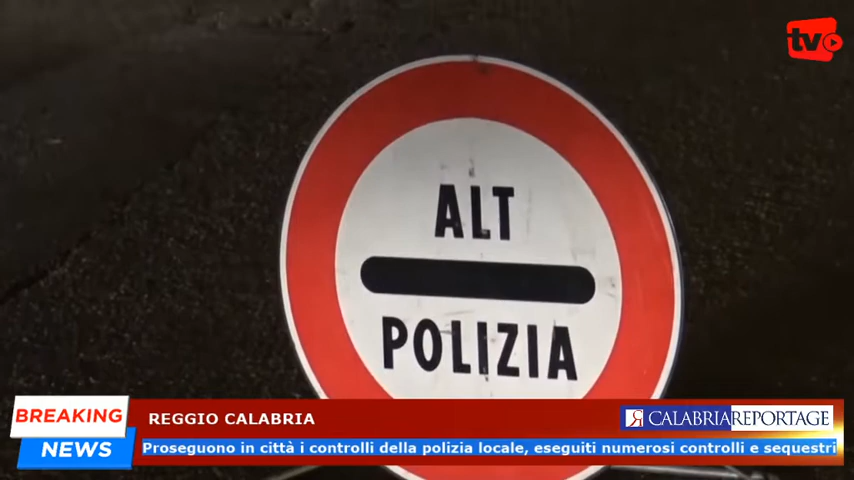 tv
ALT
POLIZIA
BREAKING
NEWS
REGGIO CALABRIA
CALABRIAREPORTAGE
Proseguono in città i controlli della polizia locale, eseguiti numerosi controlli e sequestri